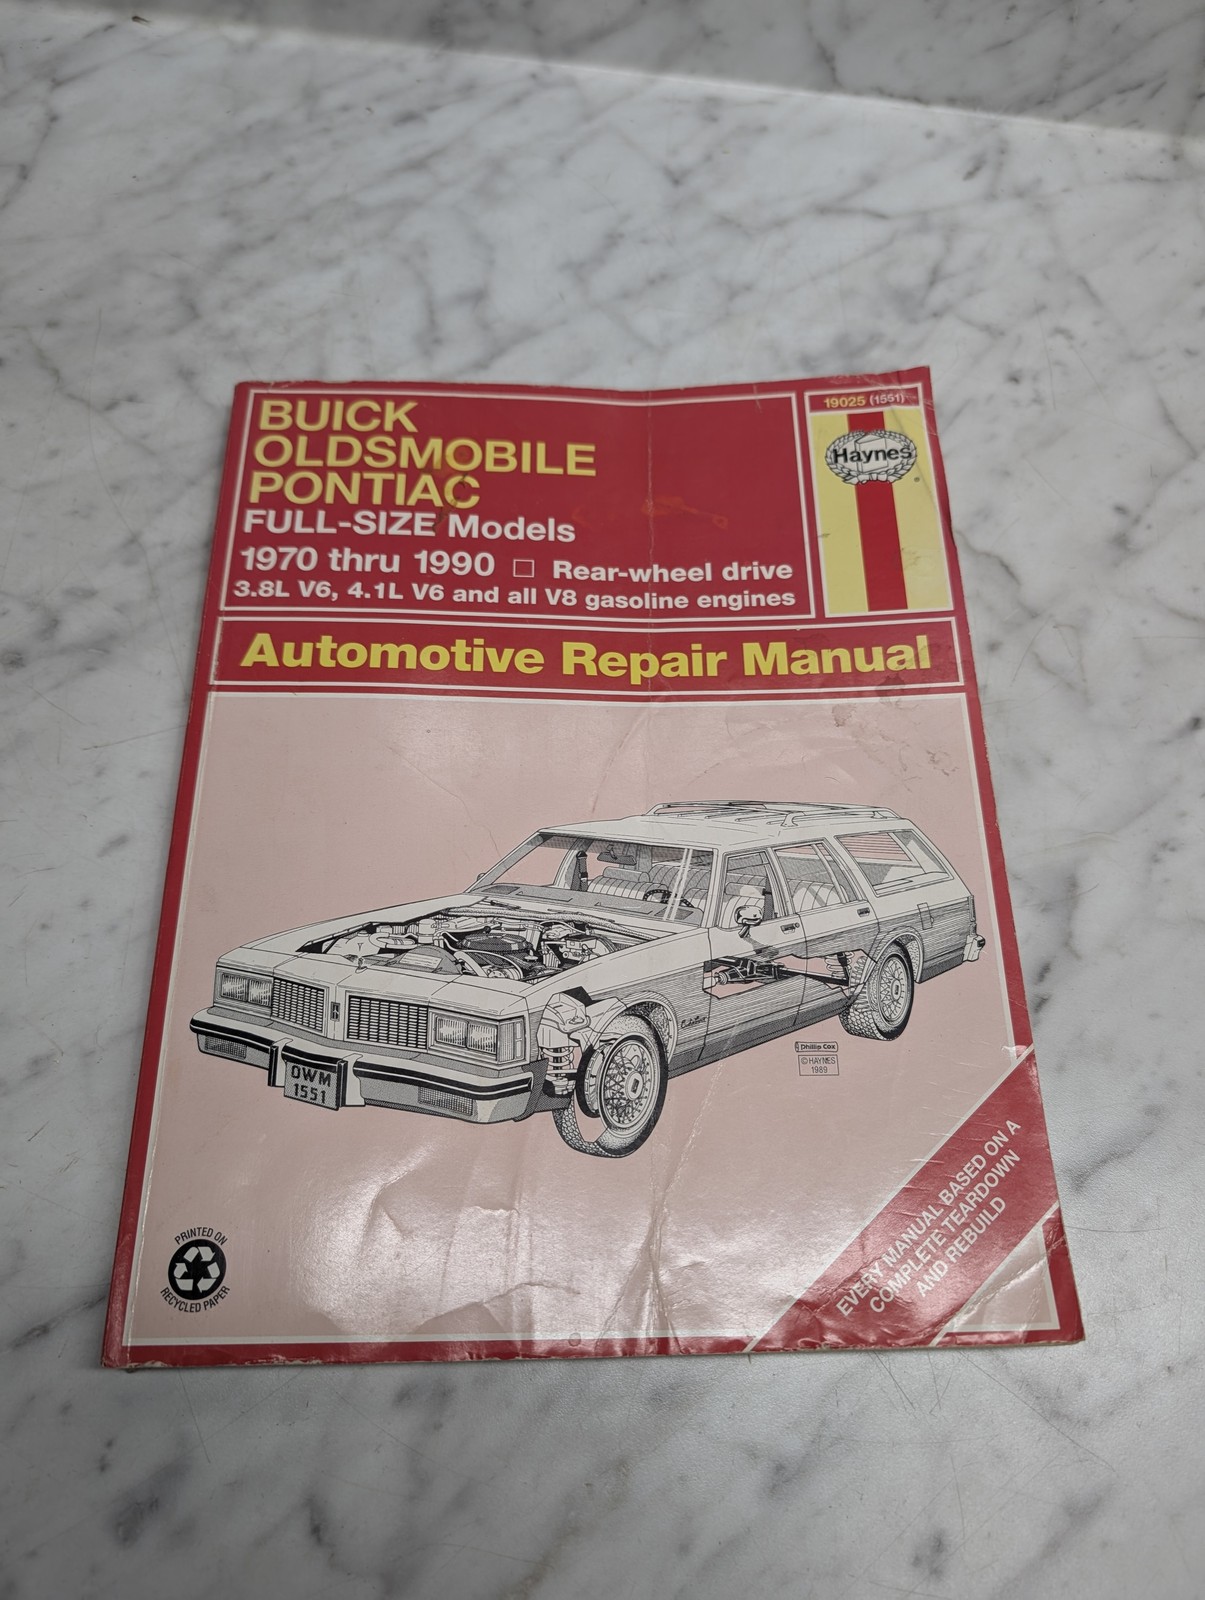 19025 (1551)
Haynes
BUICK
OLDSMOBILE
PONTIAC
FULL-SIZE Models
1970 thru 1990 □ Rear-wheel drive
3.8L V6, 4.1L V6 and all V8 gasoline engines
Automotive Repair Manual
OWM
1551
Phillip Cox
© HAYNES
1989
EVERY MANUAL BASED ON A
COMPLETE TEARDOWN
AND REBUILD
PRINTED ON
RECYCLED PAPER